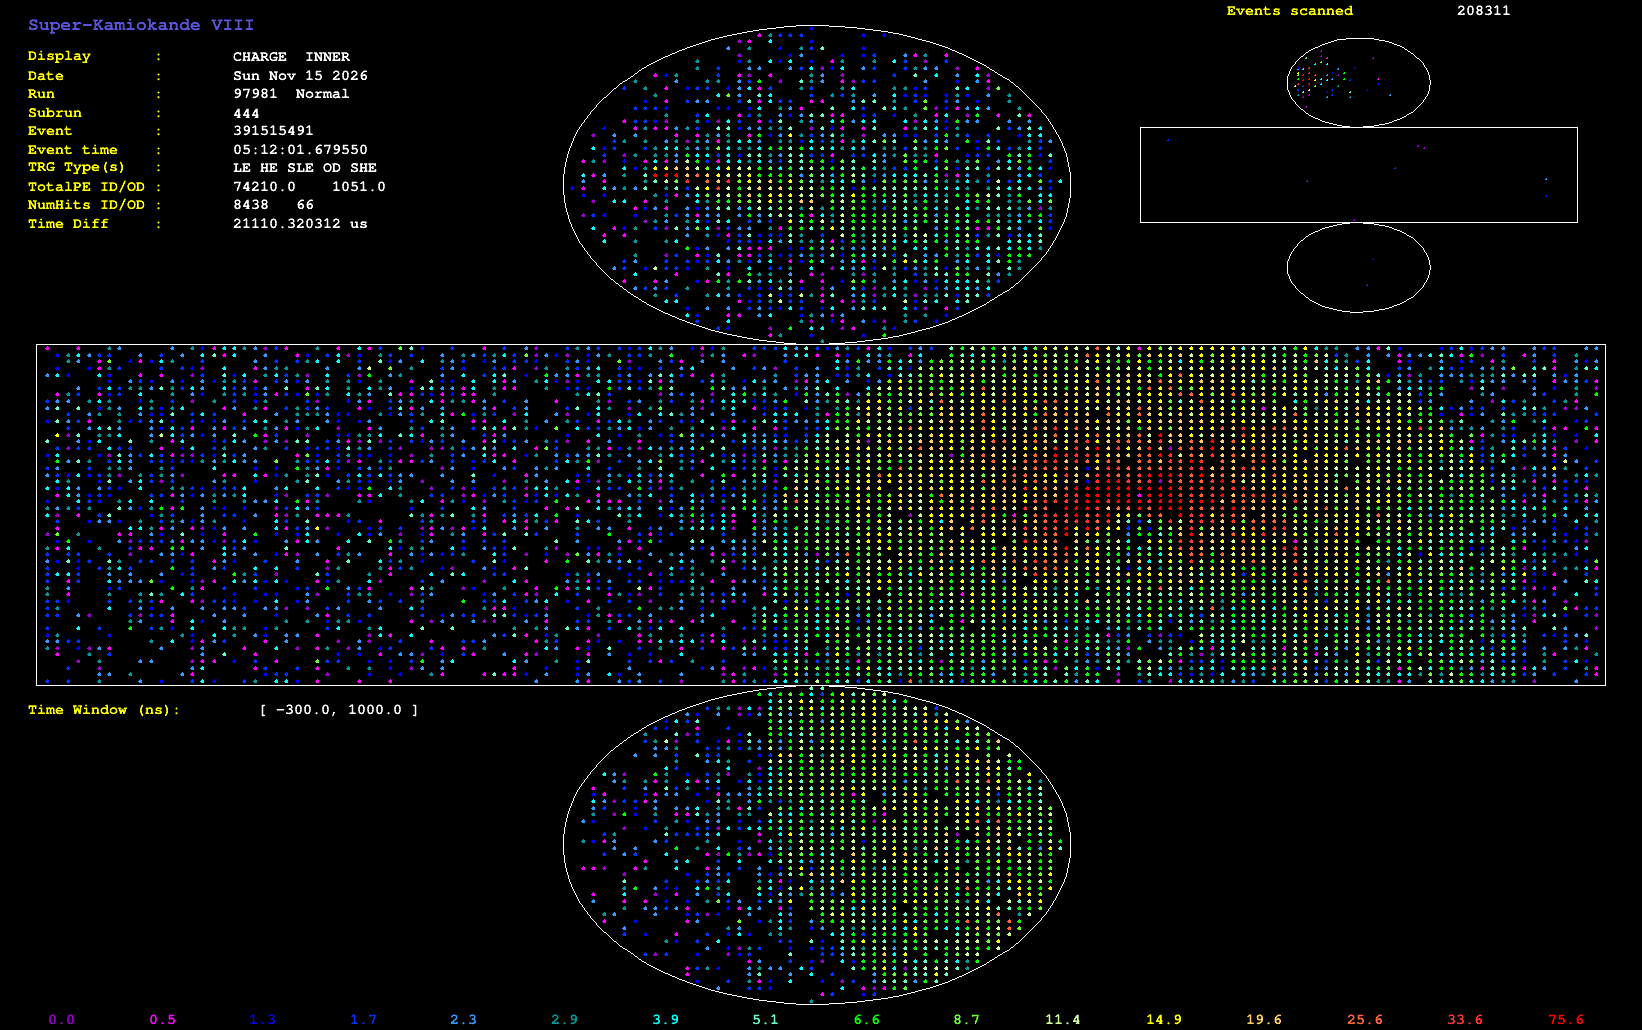 Super-Kamiokande VIII
Events scanned 208311
Display : CHARGE INNER
Date : Sun Nov 15 2026
Run : 97981 Normal
Subrun : 444
Event : 391515491
Event time : 05:12:01.679550
TRG Type(s) : LE HE SLE OD SHE
TotalPE ID/OD : 74210.0 1051.0
NumHits ID/OD : 8438 66
Time Diff : 21110.320312 us
Time Window (ns): [ -300.0, 1000.0 ]
0.0 0.5 1.3 1.7 2.3 2.9 3.9 5.1 6.6 8.7 11.4 14.9 19.6 25.6 33.6 75.6